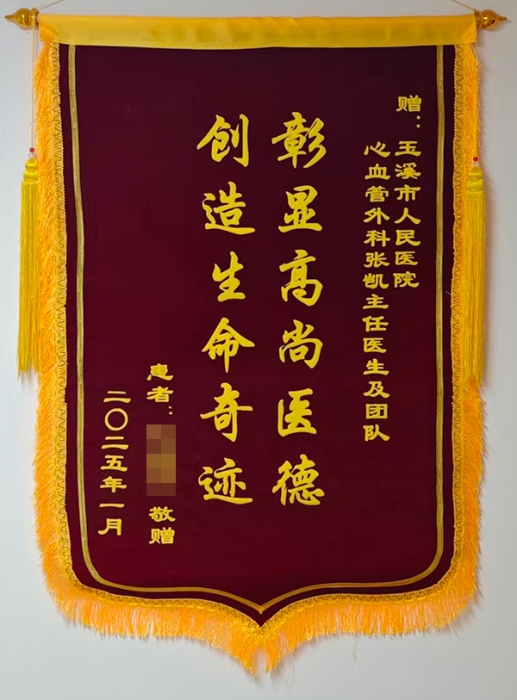 赠：玉溪市人民医院
心血管外科张凯主任医生及团队
彰显高尚医德
创造生命奇迹
患者： 敬赠
二〇二五年一月